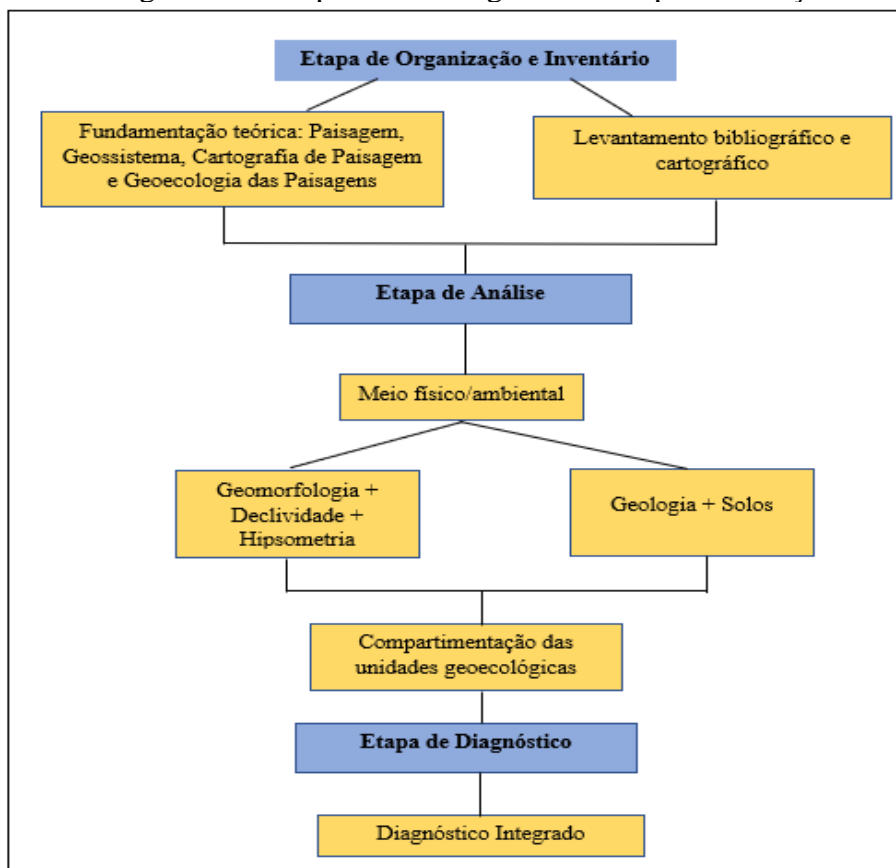 Etapa de Organização e Inventário
Fundamentação teórica: Paisagem,
Geossistema, Cartografia de Paisagem
e Geoecologia das Paisagens
Levantamento bibliográfico e
cartográfico
Etapa de Análise
Meio físico/ambiental
Geomorfologia +
Declividade +
Hipsometria
Geologia + Solos
Compartimentação das
unidades geoecológicas
Etapa de Diagnóstico
Diagnóstico Integrado